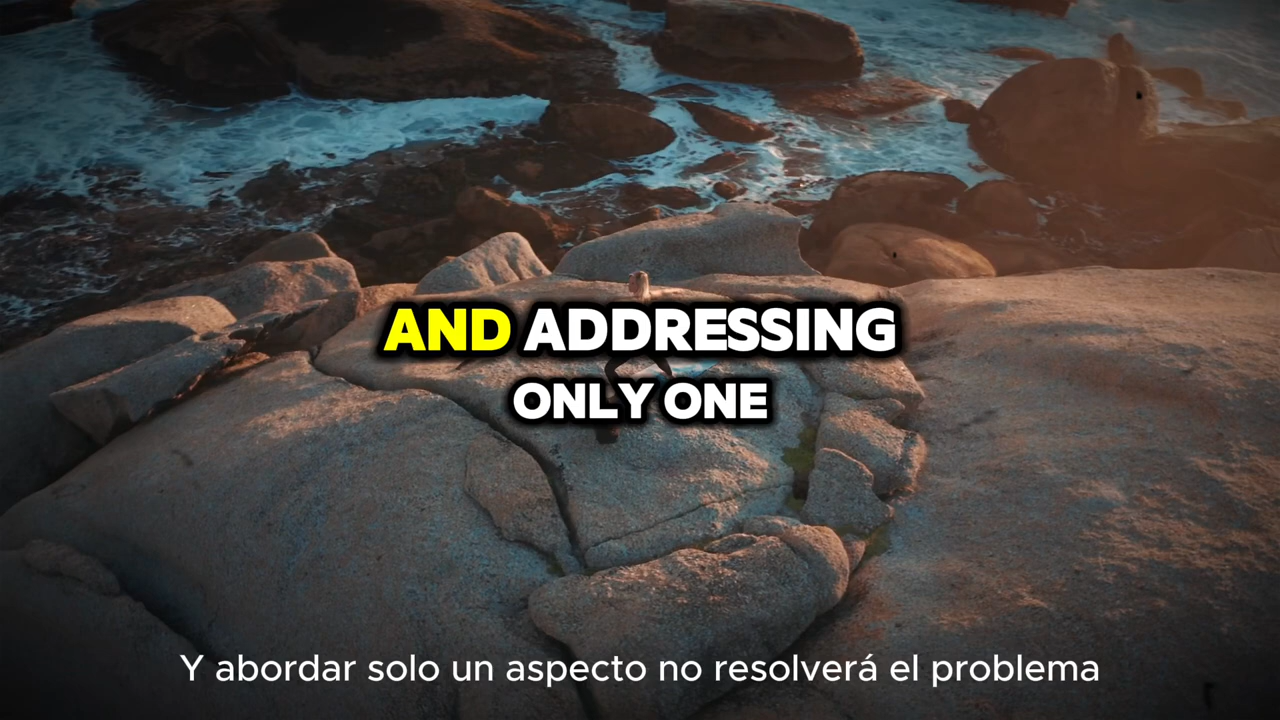 AND ADDRESSING
ONLY ONE
Y abordar solo un aspecto no resolverá el problema